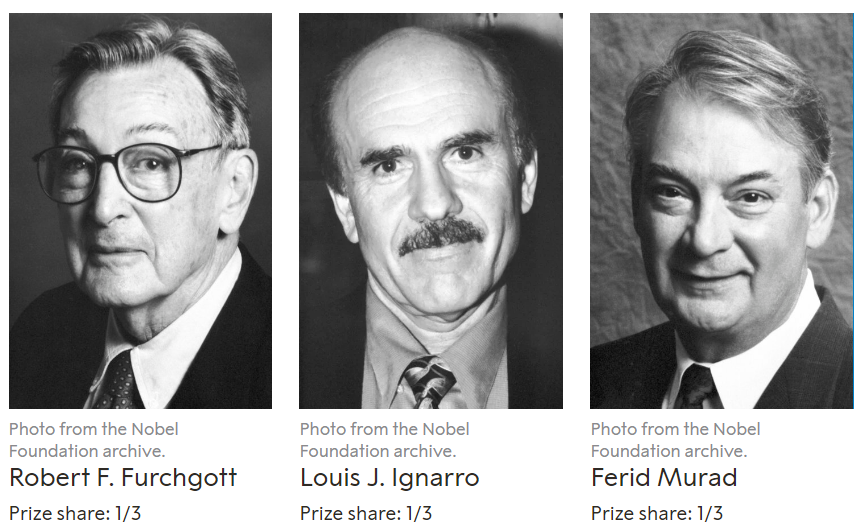 Photo from the Nobel
Foundation archive.
Robert F. Furchgott
Prize share: 1/3
Photo from the Nobel
Foundation archive.
Louis J. Ignarro
Prize share: 1/3
Photo from the Nobel
Foundation archive.
Ferid Murad
Prize share: 1/3